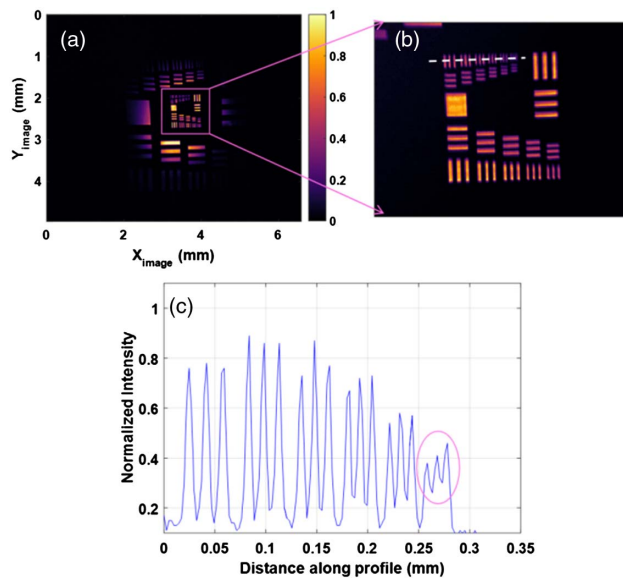 (a)
(b)
0
1
2
3
4
Y_image (mm)
0 2 4 6
X_image (mm)
1
0.8
0.6
0.4
0.2
0
(c)
1
0.8
0.6
0.4
0.2
Normalized Intensity
0 0.05 0.1 0.15 0.2 0.25 0.3 0.35
Distance along profile (mm)